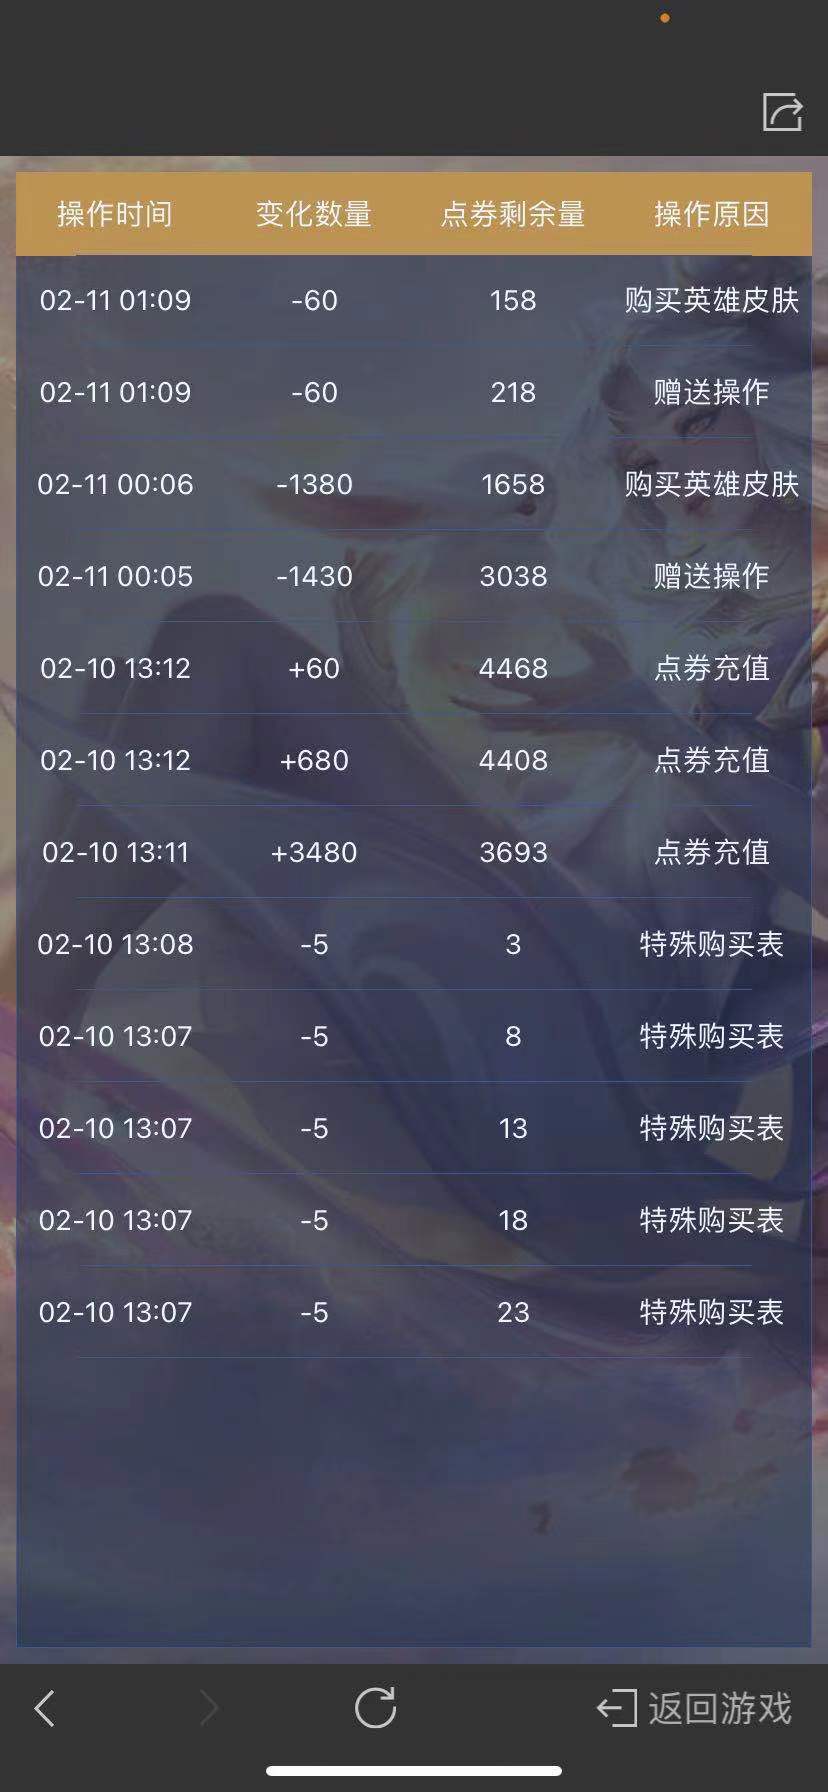 操作时间 变化数量 点券剩余量 操作原因
02-11 01:09 -60 158 购买英雄皮肤
02-11 01:09 -60 218 赠送操作
02-11 00:06 -1380 1658 购买英雄皮肤
02-11 00:05 -1430 3038 赠送操作
02-10 13:12 +60 4468 点券充值
02-10 13:12 +680 4408 点券充值
02-10 13:11 +3480 3693 点券充值
02-10 13:08 -5 3 特殊购买表
02-10 13:07 -5 8 特殊购买表
02-10 13:07 -5 13 特殊购买表
02-10 13:07 -5 18 特殊购买表
02-10 13:07 -5 23 特殊购买表
返回游戏